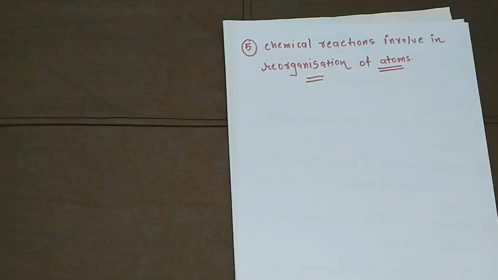 ⑤ chemical reactions involve in
reorganisation of atoms.